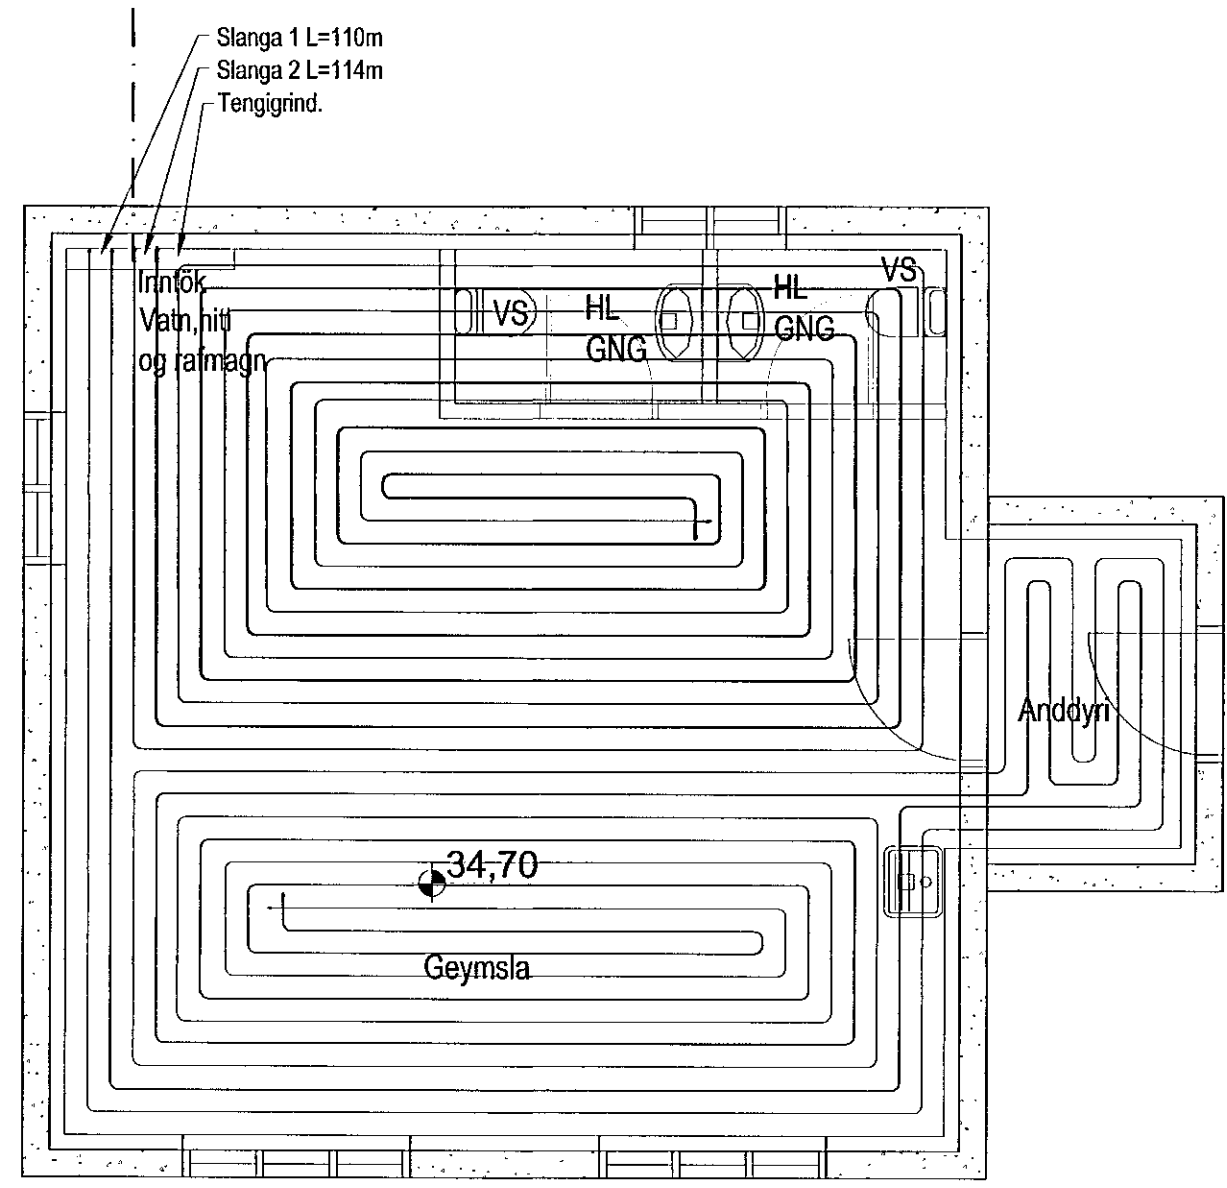 Slanga 1 L=110m
Slanga 2 L=114m
Tengigrind.
Inntök
Vatn,hiti
og rafmagn
VS
HL
GNG
HL
GNG
VS
Anddyri
34,70
Geymsla